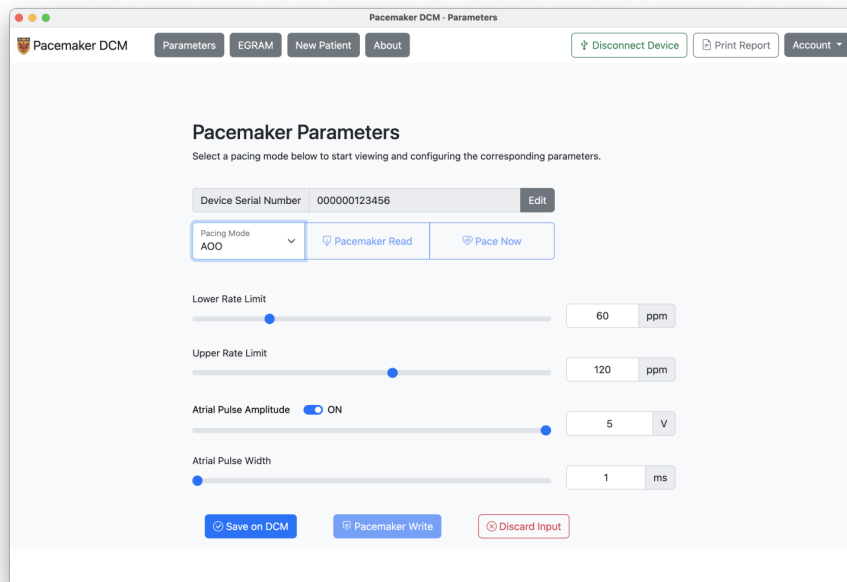 Pacemaker DCM - Parameters
Pacemaker DCM Parameters EGRAM New Patient About Disconnect Device Print Report Account
Pacemaker Parameters
Select a pacing mode below to start viewing and configuring the corresponding parameters.
Device Serial Number 000000123456 Edit
Pacing Mode
AOO Pacemaker Read Pace Now
Lower Rate Limit
60 ppm
Upper Rate Limit
120 ppm
Atrial Pulse Amplitude ON
5 V
Atrial Pulse Width
1 ms
Save on DCM Pacemaker Write Discard Input